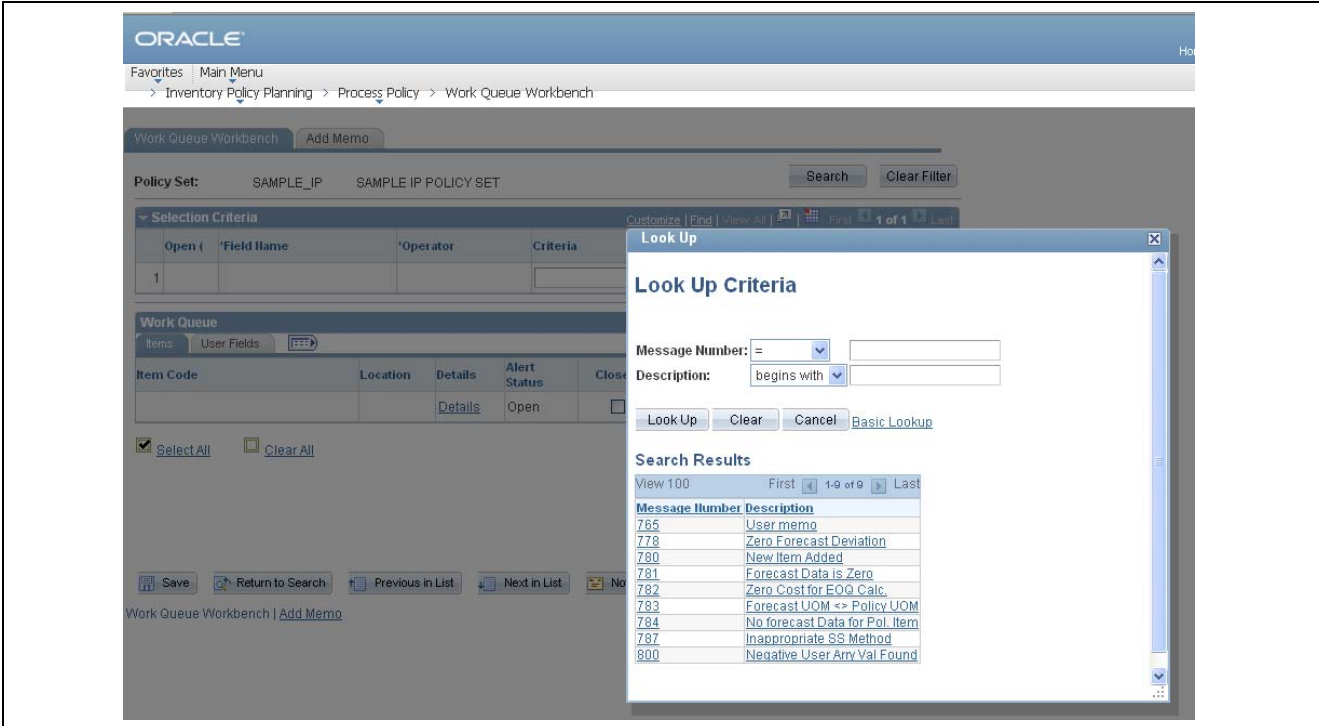 ORACLE
Ho
Favorites Main Menu
> Inventory Policy Planning > Process Policy > Work Queue Workbench
Work Queue Workbench Add Memo
Policy Set: SAMPLE_IP SAMPLE IP POLICY SET Search Clear Filter
Selection Criteria Customize | Find | View All | First 1 of 1 Last
Open ( *Field Name *Operator Criteria
1
Work Queue
Items User Fields
Item Code Location Details Alert Status Close
Details Open
Select All Clear All
Save Return to Search Previous in List Next in List No
Work Queue Workbench | Add Memo
Look Up
Look Up Criteria
Message Number: =
Description: begins with
Look Up Clear Cancel Basic Lookup
Search Results
View 100 First 1-9 of 9 Last
Message Number Description
765 User memo
778 Zero Forecast Deviation
780 New Item Added
781 Forecast Data is Zero
782 Zero Cost for EOQ Calc.
783 Forecast UOM <> Policy UOM
784 No forecast Data for Pol. Item
787 Inappropriate SS Method
800 Negative User Arry Val Found